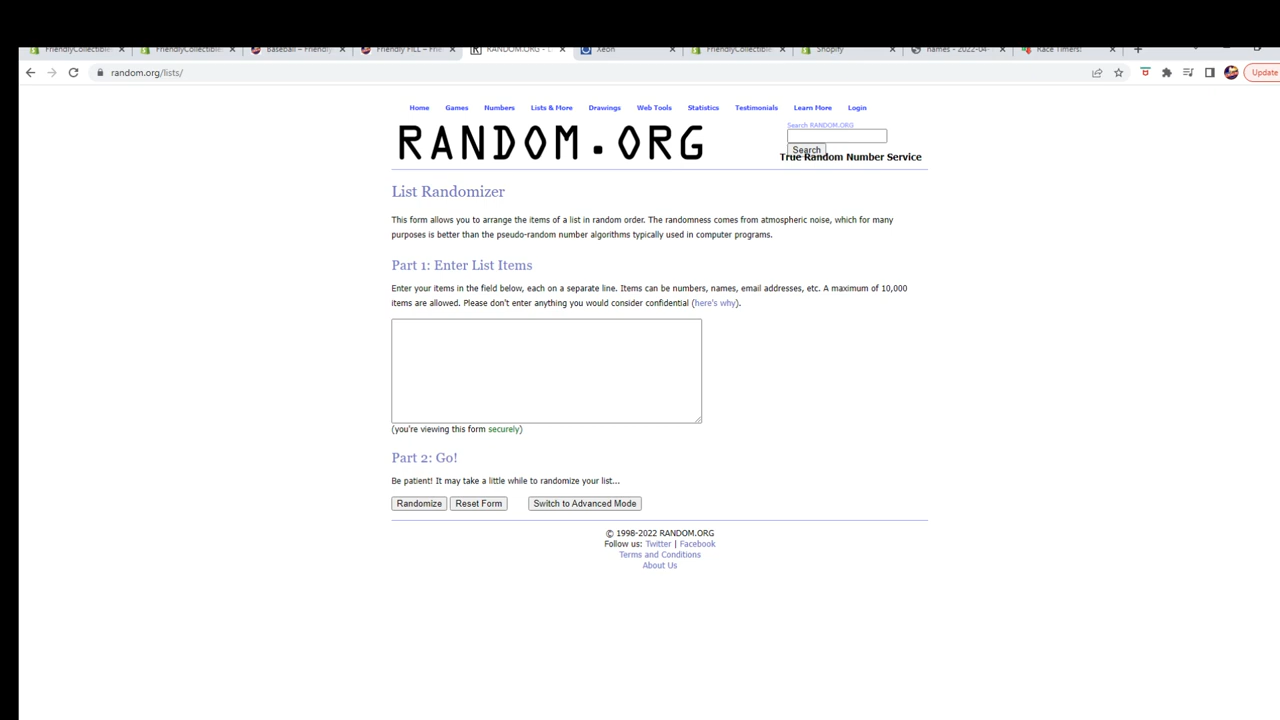 FriendlyCollectible
FriendlyCollectible
Baseball – Friendly
Friendly FILL – Frie
RANDOM.ORG - L
Xeon
FriendlyCollectible
Shopify
names - 2022-04-
Race Timers!
random.org/lists/
Update
Home Games Numbers Lists & More Drawings Web Tools Statistics Testimonials Learn More Login
Search RANDOM.ORG
RANDOM.ORG
Search
True Random Number Service
List Randomizer
This form allows you to arrange the items of a list in random order. The randomness comes from atmospheric noise, which for many
purposes is better than the pseudo-random number algorithms typically used in computer programs.
Part 1: Enter List Items
Enter your items in the field below, each on a separate line. Items can be numbers, names, email addresses, etc. A maximum of 10,000
items are allowed. Please don't enter anything you would consider confidential (here's why).
(you're viewing this form securely)
Part 2: Go!
Be patient! It may take a little while to randomize your list...
Randomize Reset Form Switch to Advanced Mode
© 1998-2022 RANDOM.ORG
Follow us: Twitter | Facebook
Terms and Conditions
About Us